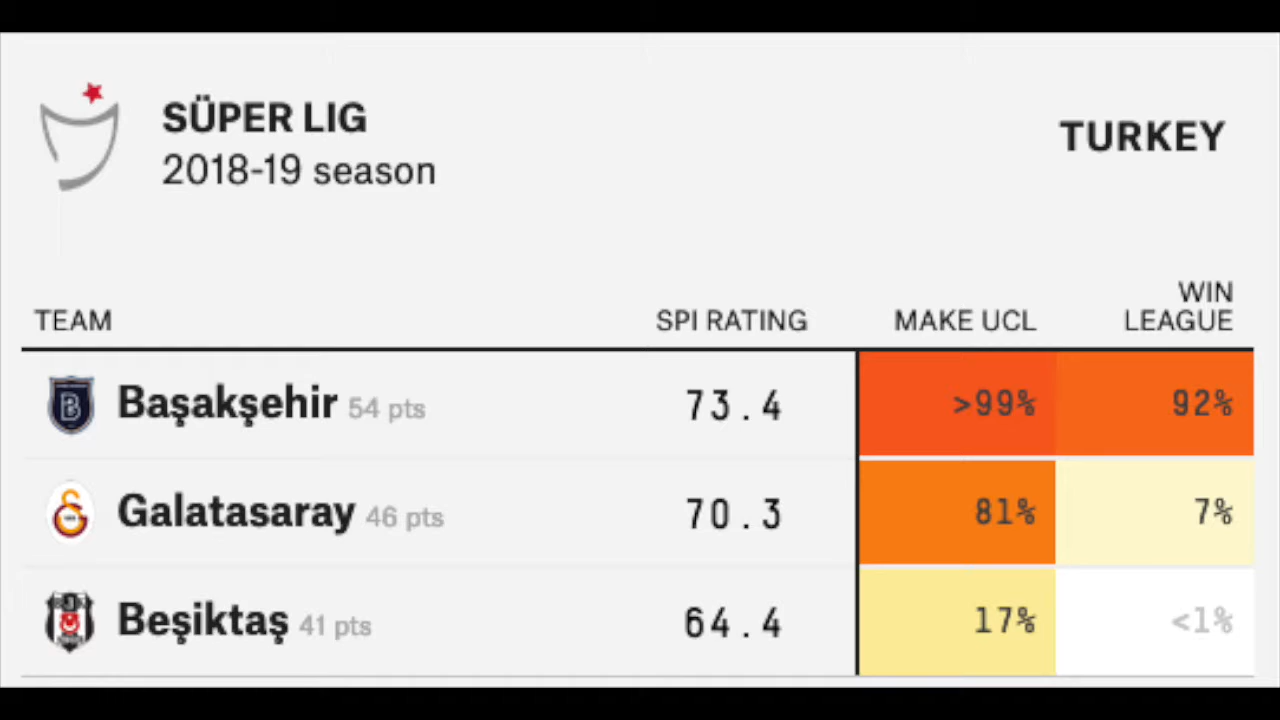 SÜPER LIG
2018-19 season
TURKEY
TEAM SPI RATING MAKE UCL WIN LEAGUE
Başakşehir 54 pts 73.4 >99% 92%
Galatasaray 46 pts 70.3 81% 7%
Beşiktaş 41 pts 64.4 17% <1%